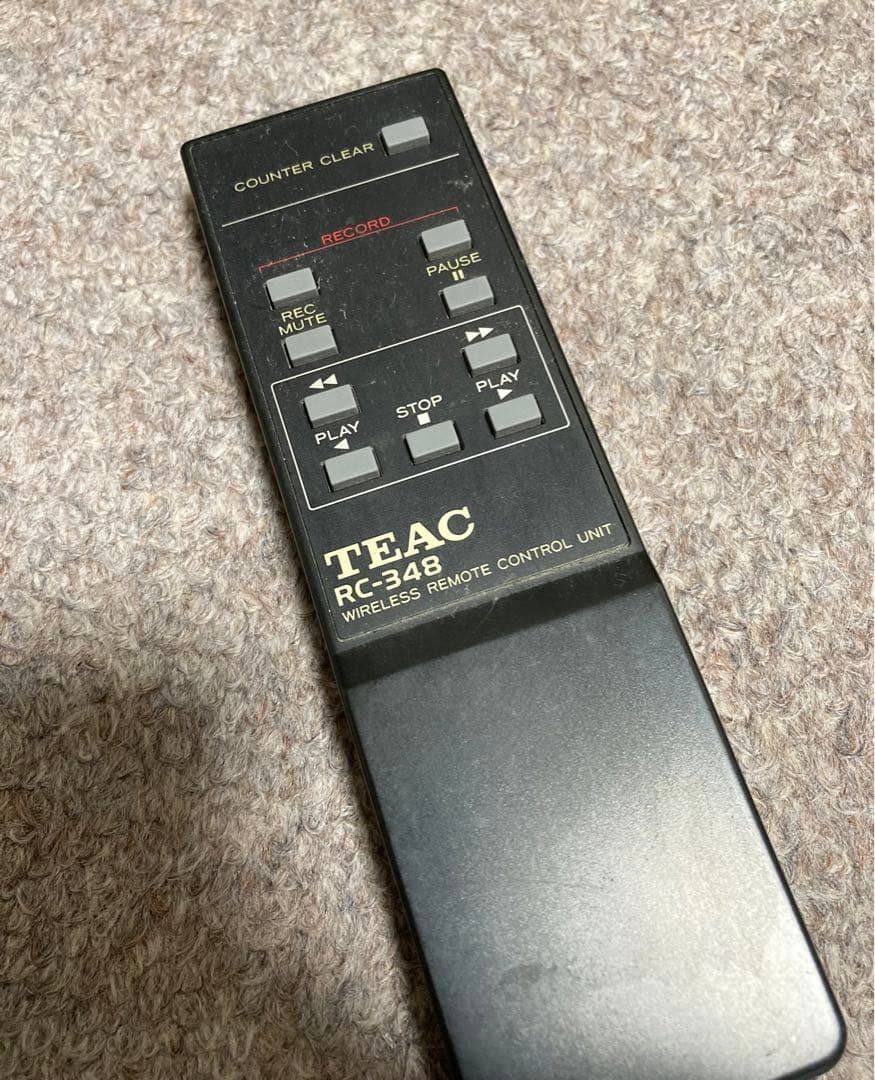 COUNTER CLEAR
RECORD
PAUSE
REC
MUTE
PLAY
STOP
PLAY
TEAC
RC-348
WIRELESS REMOTE CONTROL UNIT